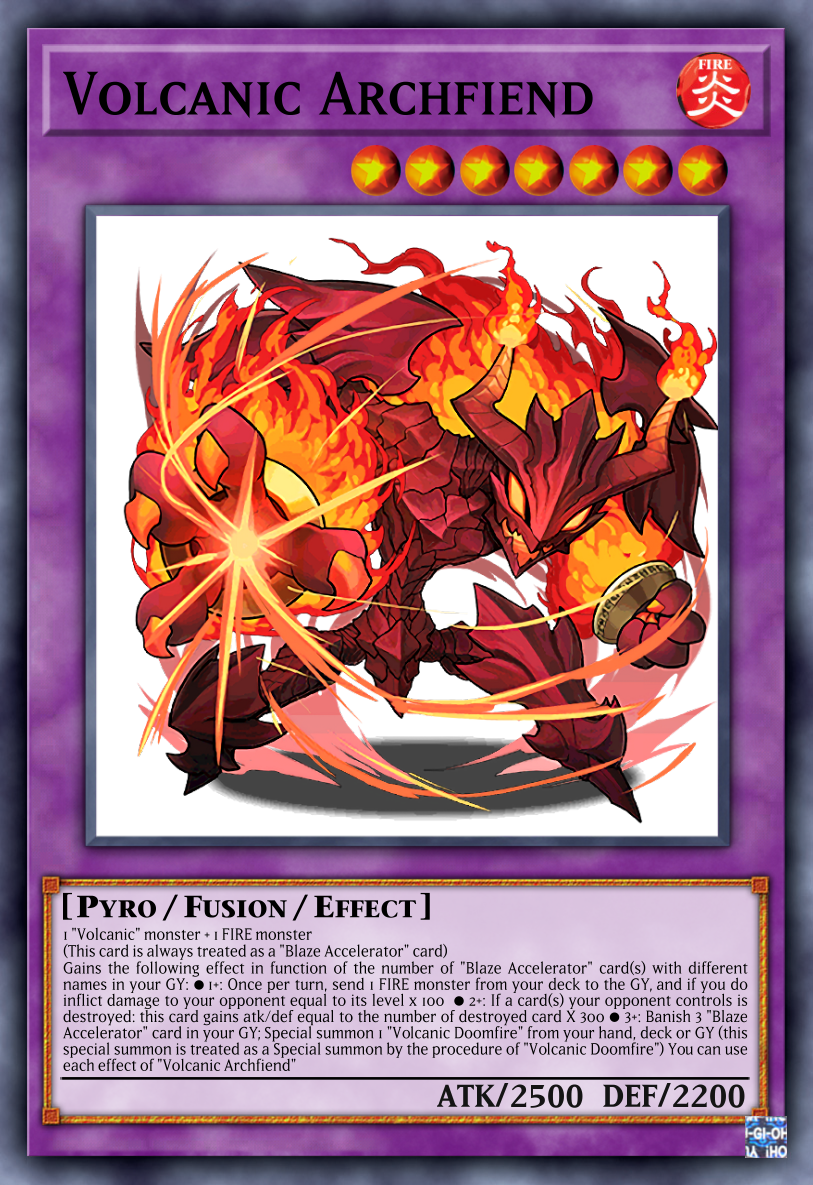 Volcanic Archfiend
FIRE
炎
[Pyro / Fusion / Effect]
1 "Volcanic" monster + 1 FIRE monster
(This card is always treated as a "Blaze Accelerator" card)
Gains the following effect in function of the number of "Blaze Accelerator" card(s) with different
names in your GY: ● 1+: Once per turn, send 1 FIRE monster from your deck to the GY, and if you do
inflict damage to your opponent equal to its level x 100 ● 2+: If a card(s) your opponent controls is
destroyed: this card gains atk/def equal to the number of destroyed card X 300 ● 3+: Banish 3 "Blaze
Accelerator" card in your GY; Special summon 1 "Volcanic Doomfire" from your hand, deck or GY (this
special summon is treated as a Special summon by the procedure of "Volcanic Doomfire") You can use
each effect of "Volcanic Archfiend"
ATK/2500 DEF/2200
I-GI-OH